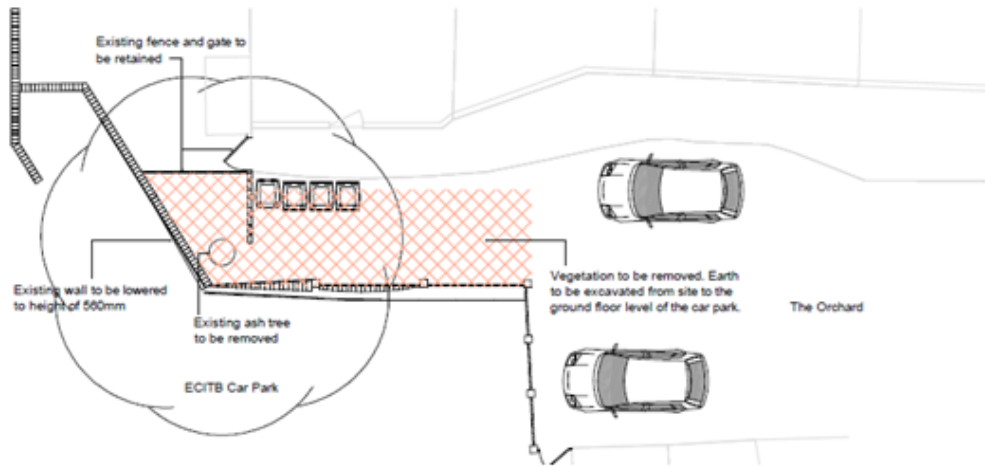 Existing fence and gate to
be retained
Existing wall to be lowered
to height of 560mm
Existing ash tree
to be removed
Vegetation to be removed. Earth
to be excavated from site to the
ground floor level of the car park.
The Orchard
ECITB Car Park